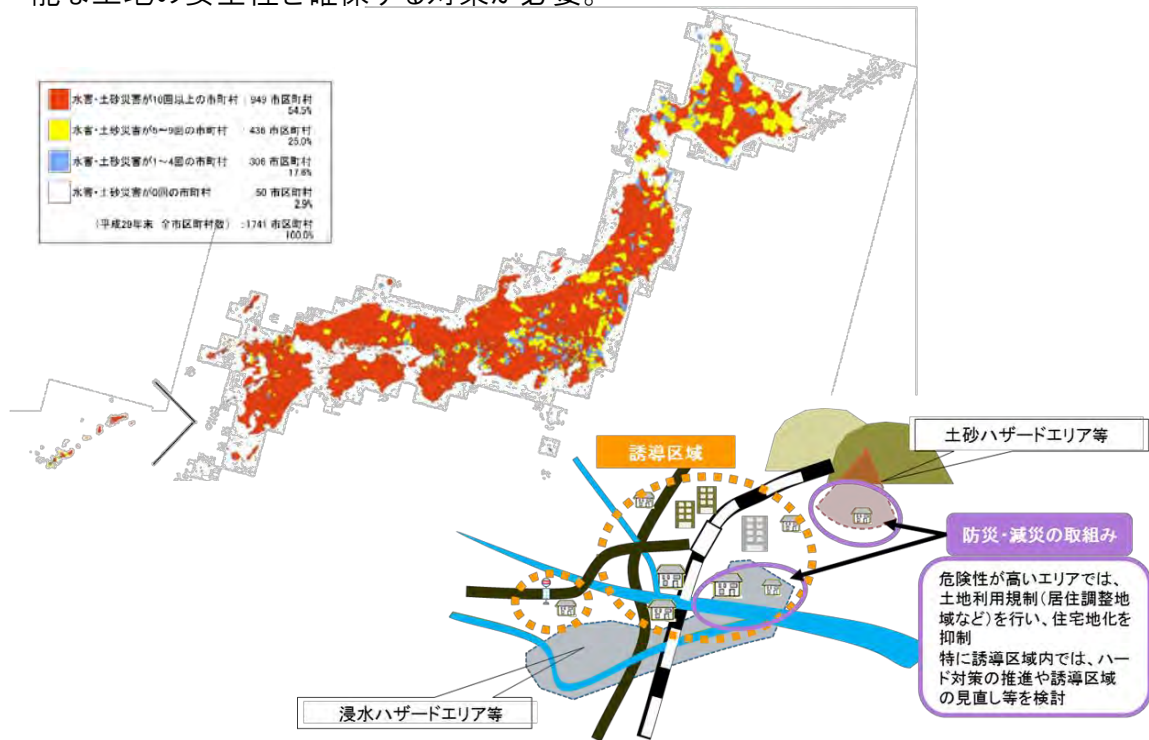 能な土地の安全性を確保する対策が必要。
水害・土砂災害が10回以上の市町村 : 949 市区町村
54.5%
水害・土砂災害が5～9回の市町村 436 市区町村
25.0%
水害・土砂災害が1～4回の市町村 306 市区町村
17.6%
水害・土砂災害が0回の市町村 50 市区町村
2.9%
(平成29年末 全市区町村数) :1741 市区町村
100.0%
土砂ハザードエリア等
誘導区域
防災・減災の取組み
危険性が高いエリアでは、
土地利用規制(居住調整地
域など)を行い、住宅地化を
抑制
特に誘導区域内では、ハー
ド対策の推進や誘導区域
の見直し等を検討
浸水ハザードエリア等